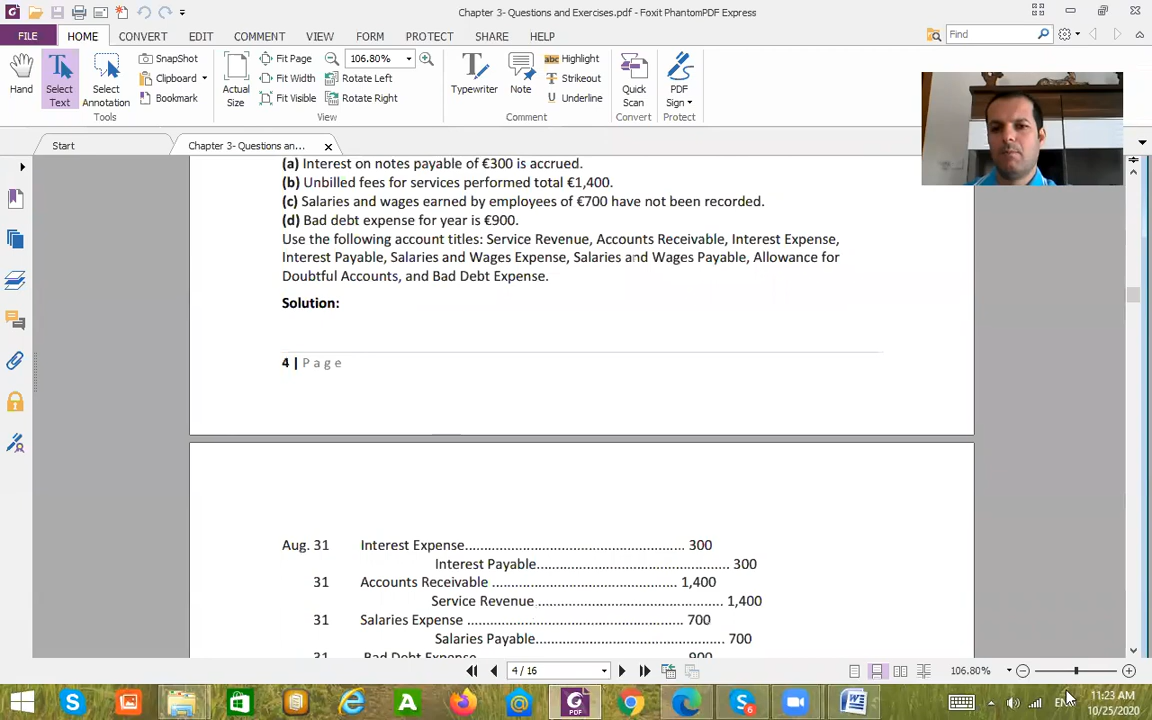 Chapter 3- Questions and Exercises.pdf - Foxit PhantomPDF Express
FILE HOME CONVERT EDIT COMMENT VIEW FORM PROTECT SHARE HELP Find
Hand
Select Text
Select Annotation
SnapShot
Clipboard
Bookmark
Tools
Actual Size
Fit Page
Fit Width
Fit Visible
106.80%
Rotate Left
Rotate Right
View
Typewriter
Note
Highlight
Strikeout
Underline
Comment
Quick Scan
Convert
PDF Sign
Protect
Start
Chapter 3- Questions an...
(a) Interest on notes payable of €300 is accrued.
(b) Unbilled fees for services performed total €1,400.
(c) Salaries and wages earned by employees of €700 have not been recorded.
(d) Bad debt expense for year is €900.
Use the following account titles: Service Revenue, Accounts Receivable, Interest Expense,
Interest Payable, Salaries and Wages Expense, Salaries and Wages Payable, Allowance for
Doubtful Accounts, and Bad Debt Expense.
Solution:
4 | P a g e
Aug. 31 Interest Expense........................................................ 300
Interest Payable........................................................ 300
31 Accounts Receivable ............................................... 1,400
Service Revenue ............................................... 1,400
31 Salaries Expense ........................................................ 700
Salaries Payable................................................ 700
31 Bad Debt Expense 900
4 / 16
106.80%
11:23 AM
10/25/2020